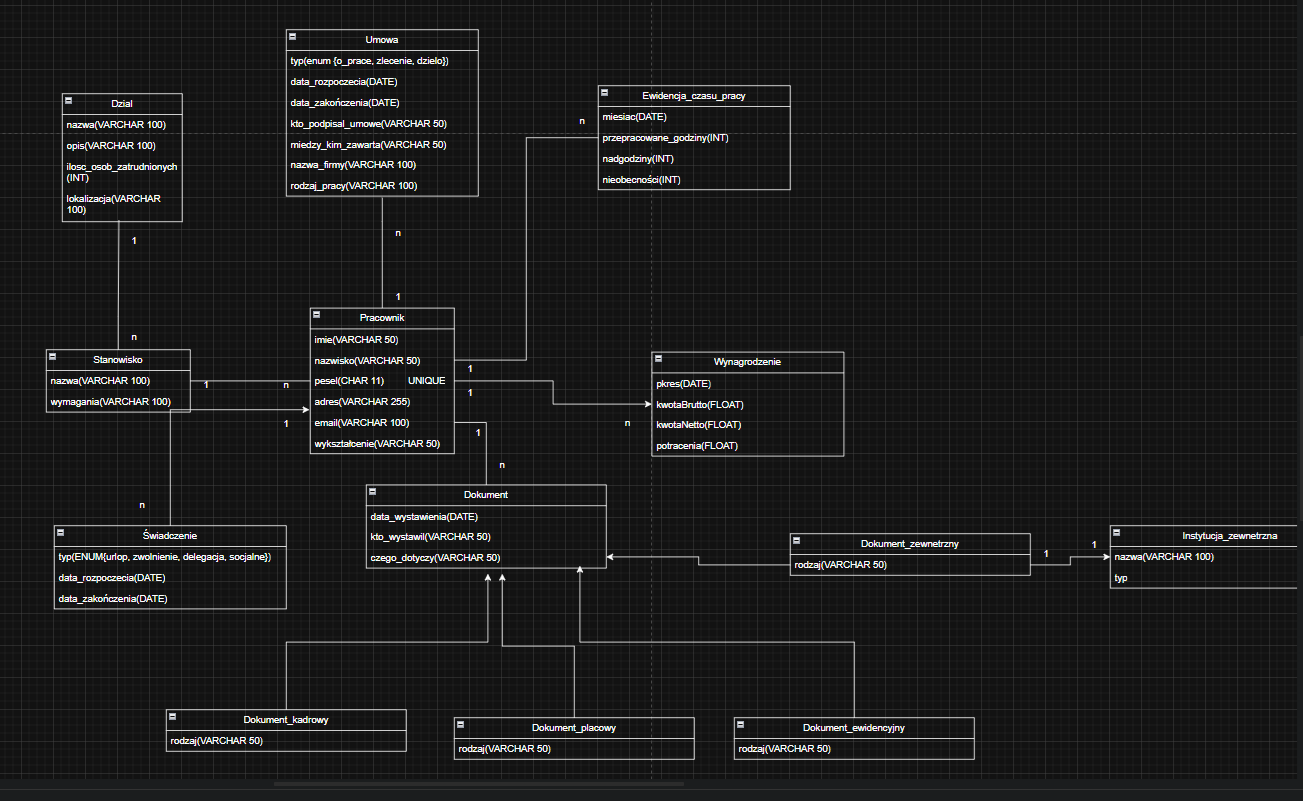 Umowa
typ(enum {o_prace, zlecenie, dzielo})
data_rozpoczecia(DATE)
data_zakończenia(DATE)
kto_podpisal_umowe(VARCHAR 50)
miedzy_kim_zawarta(VARCHAR 50)
nazwa_firmy(VARCHAR 100)
rodzaj_pracy(VARCHAR 100)
Dzial
nazwa(VARCHAR 100)
opis(VARCHAR 100)
ilosc_osob_zatrudnionych
(INT)
lokalizacja(VARCHAR
100)
Ewidencja_czasu_pracy
miesiac(DATE)
przepracowane_godziny(INT)
nadgodziny(INT)
nieobecności(INT)
n
1
n
n
1
Pracownik
imie(VARCHAR 50)
nazwisko(VARCHAR 50)
pesel(CHAR 11) UNIQUE
adres(VARCHAR 255)
email(VARCHAR 100)
wykształcenie(VARCHAR 50)
Stanowisko
nazwa(VARCHAR 100)
wymagania(VARCHAR 100)
1
n
1
1
1
1
n
Wynagrodzenie
pkres(DATE)
kwotaBrutto(FLOAT)
kwotaNetto(FLOAT)
potracenia(FLOAT)
n
n
Dokument
data_wystawienia(DATE)
kto_wystawil(VARCHAR 50)
czego_dotyczy(VARCHAR 50)
Świadczenie
typ(ENUM{urlop, zwolnienie, delegacja, socjalne})
data_rozpoczecia(DATE)
data_zakończenia(DATE)
Dokument_zewnetrzny
rodzaj(VARCHAR 50)
1
1
Instytucja_zewnetrzna
nazwa(VARCHAR 100)
typ
Dokument_kadrowy
rodzaj(VARCHAR 50)
Dokument_placowy
rodzaj(VARCHAR 50)
Dokument_ewidencyjny
rodzaj(VARCHAR 50)